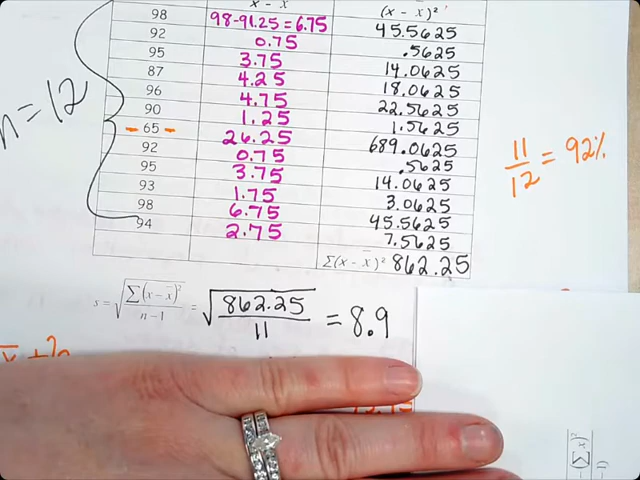 x - x̄
(x - x̄)²
98 98-91.25=6.75 45.5625
92 0.75 .5625
95 3.75 14.0625
87 4.25 18.0625
96 4.75 22.5625
90 1.25 1.5625
- 65 - 26.25 689.0625
92 0.75 .5625
95 3.75 14.0625
93 1.75 3.0625
98 6.75 45.5625
94 2.75 7.5625
Σ(x - x̄)² 862.25
n=12
11/12 = 92%
s = √(Σ(x-x̄)²/(n-1)) = √(862.25/11) = 8.9